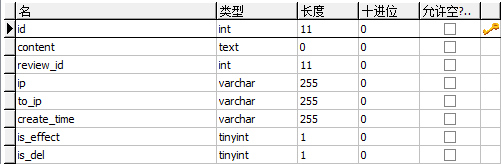 名 类型 长度 十进位 允许空?..
id int 11 0
content text 0 0
review_id int 11 0
ip varchar 255 0
to_ip varchar 255 0
create_time varchar 255 0
is_effect tinyint 1 0
is_del tinyint 1 0